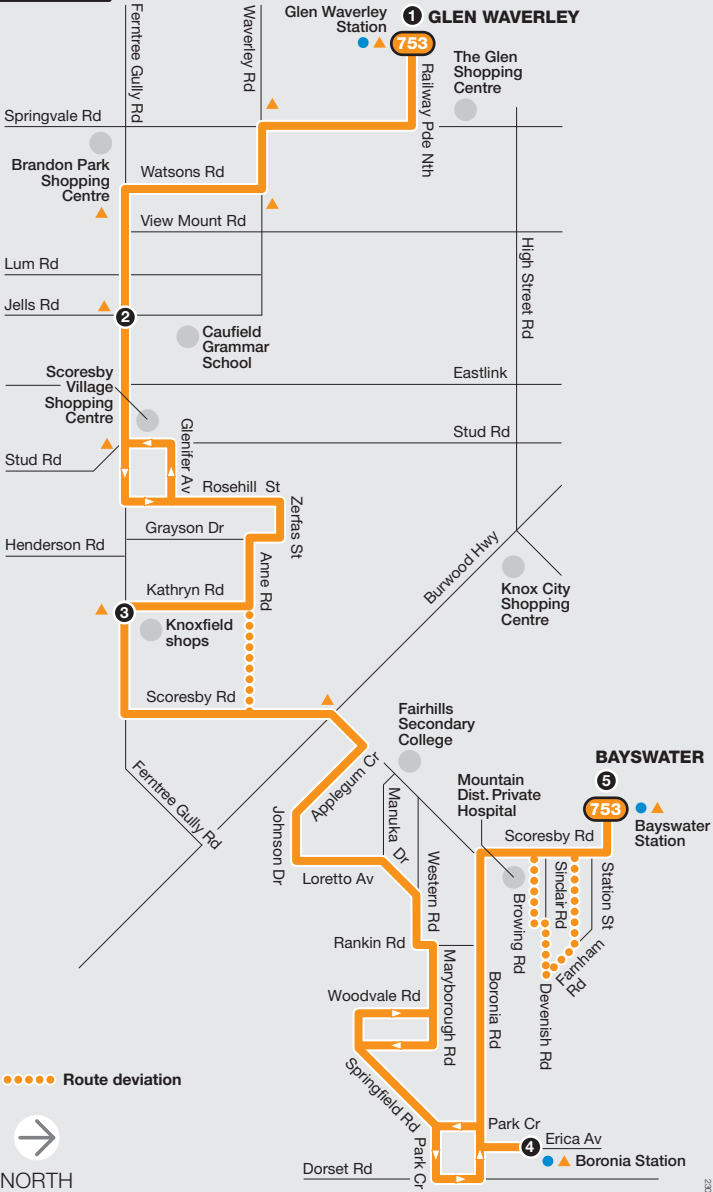 Ferntree Gully Rd
Waverley Rd
Glen Waverley
Station
1 GLEN WAVERLEY
753
Railway Pde Nth
The Glen
Shopping
Centre
Springvale Rd
Brandon Park
Shopping
Centre
Watsons Rd
View Mount Rd
High Street Rd
Lum Rd
Jells Rd
2
Caufield
Grammar
School
Eastlink
Scoresby
Village
Shopping
Centre
Glenifer Av
Stud Rd
Stud Rd
Rosehill St
Zerfas St
Grayson Dr
Henderson Rd
Anne Rd
Burwood Hwy
Knox City
Shopping
Centre
Kathryn Rd
3
Knoxfield
shops
Scoresby Rd
Fairhills
Secondary
College
Ferntree Gully Rd
Applegum Cr
Johnson Dr
Manuka Dr
Loretto Av
Western Rd
Mountain
Dist. Private
Hospital
BAYSWATER
5
753
Bayswater
Station
Scoresby Rd
Browing Rd
Sinclair Rd
Station St
Farnham
Rd
Devenish Rd
Rankin Rd
Maryborough Rd
Boronia Rd
Woodvale Rd
Springfield Rd
Park Cr
Park Cr
4
Erica Av
Boronia Station
Dorset Rd
Route deviation
NORTH